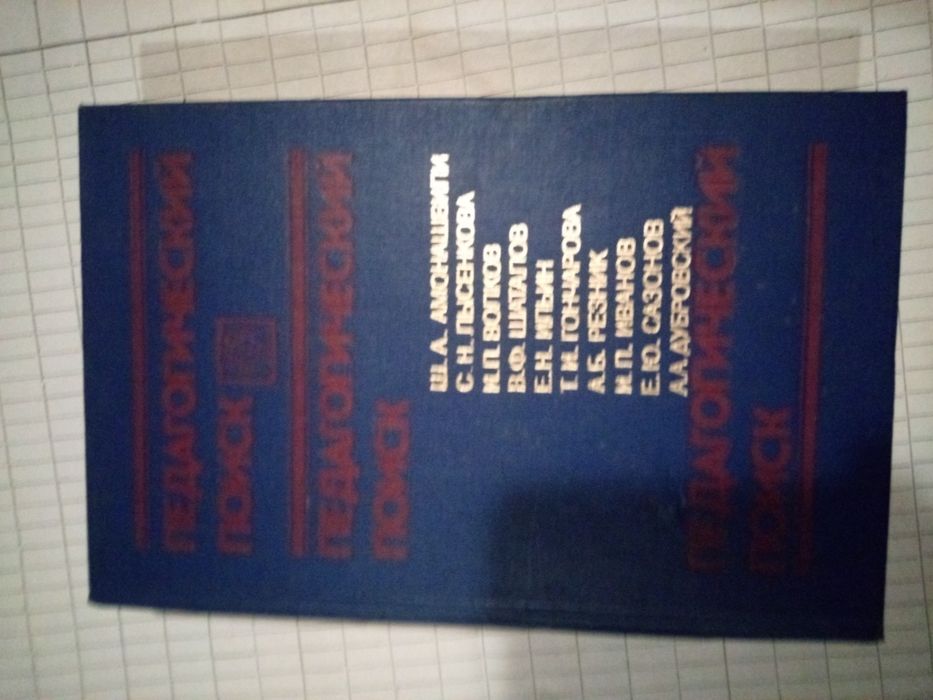 ПЕДАГОГИЧЕСКИЙ
ПОИСК
ПЕДАГОГИЧЕСКИЙ
ПОИСК
Ш. А. АМОНАШВИЛИ
С. Н. ЛЫСЕНКОВА
И.П. ВОЛКОВ
В.Ф. ШАТАЛОВ
Е.Н. ИЛЬИН
Т.И. ГОНЧАРОВА
А.Б. РЕЗНИК
И.П. ИВАНОВ
Е.Ю. САЗОНОВ
А.А. ДУБРОВСКИЙ
ПЕДАГОГИЧЕСКИЙ
ПОИСК